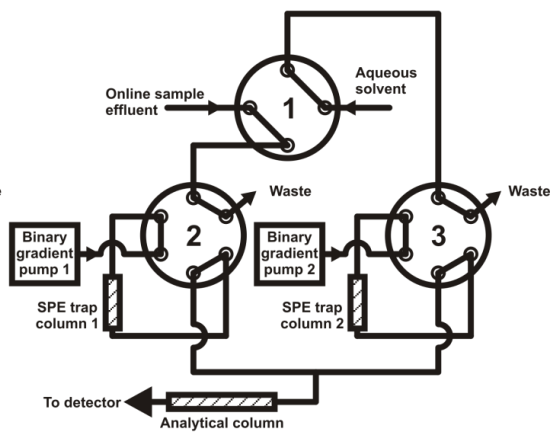 Online sample
effluent
1
Aqueous
solvent
Waste
Waste
Binary
gradient
pump 1
2
Binary
gradient
pump 2
3
SPE trap
column 1
SPE trap
column 2
To detector
Analytical column